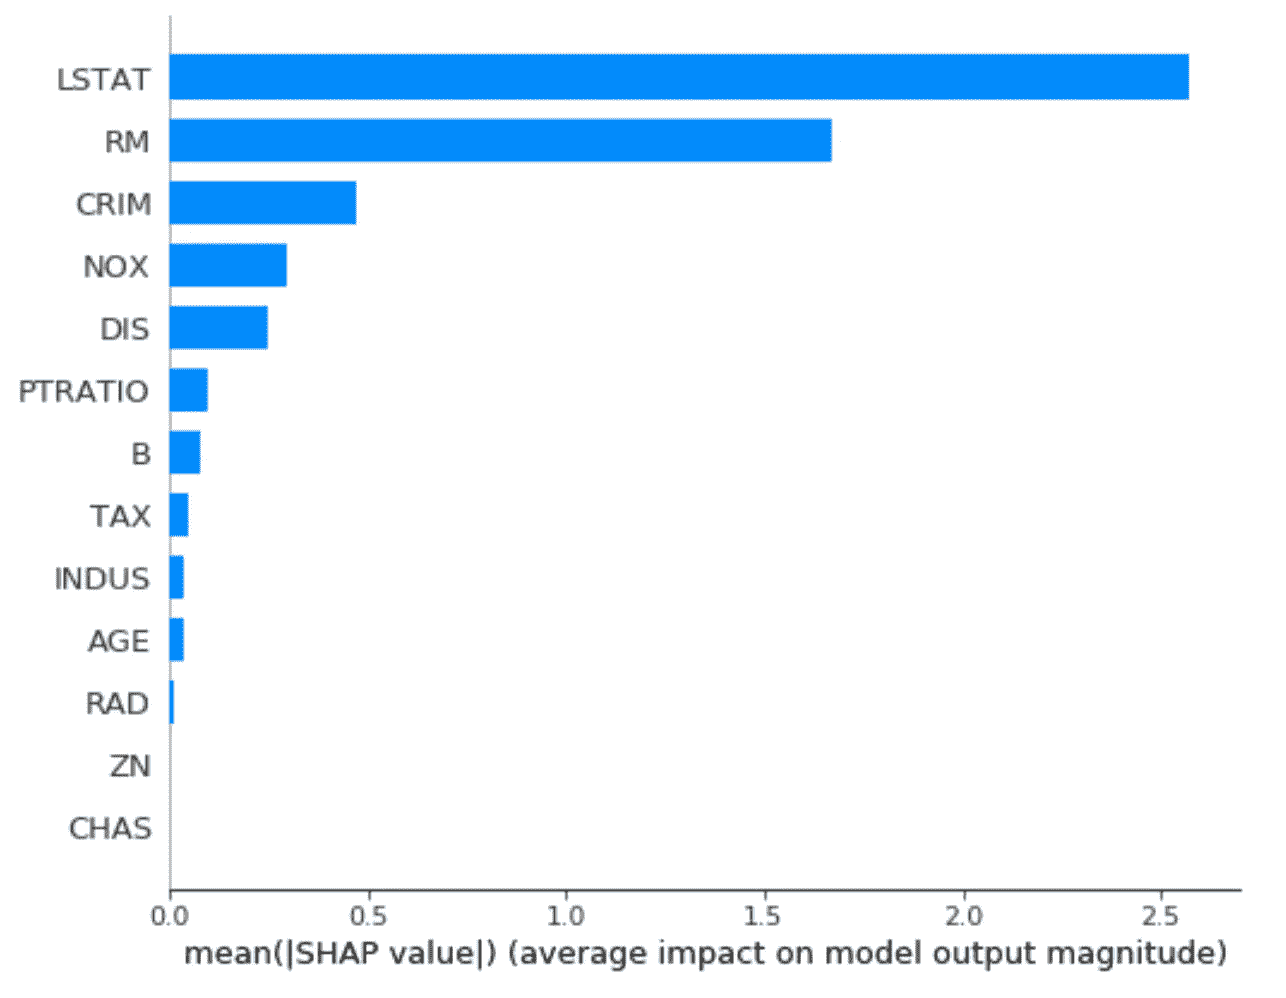 LSTAT
RM
CRIM
NOX
DIS
PTRATIO
B
TAX
INDUS
AGE
RAD
ZN
CHAS
0.0 0.5 1.0 1.5 2.0 2.5
mean(|SHAP value|) (average impact on model output magnitude)